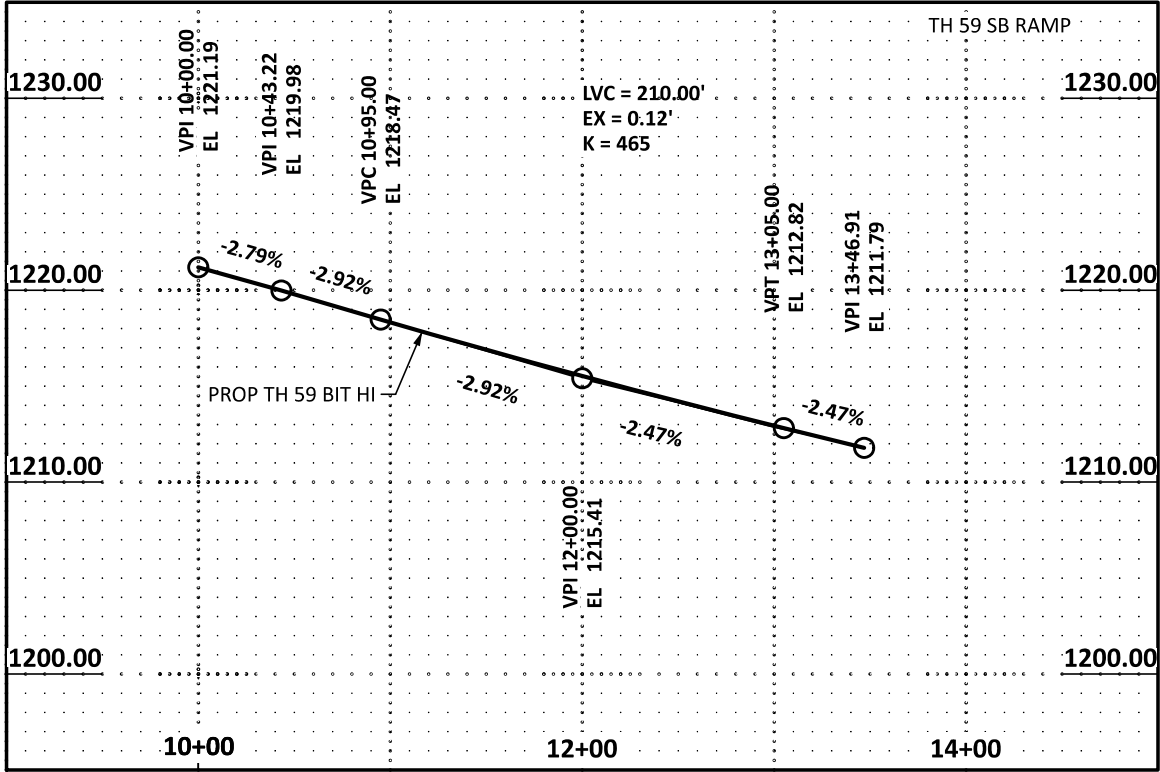 TH 59 SB RAMP
1230.00
1230.00
VPI 10+00.00
EL 1221.19
VPI 10+43.22
EL 1219.98
VPC 10+95.00
EL 1218.47
LVC = 210.00'
EX = 0.12'
K = 465
VPT 13+05.00
EL 1212.82
VPI 13+46.91
EL 1211.79
1220.00
-2.79%
-2.92%
1220.00
PROP TH 59 BIT HI
-2.92%
-2.47%
-2.47%
1210.00
1210.00
VPI 12+00.00
EL 1215.41
1200.00
1200.00
10+00
12+00
14+00